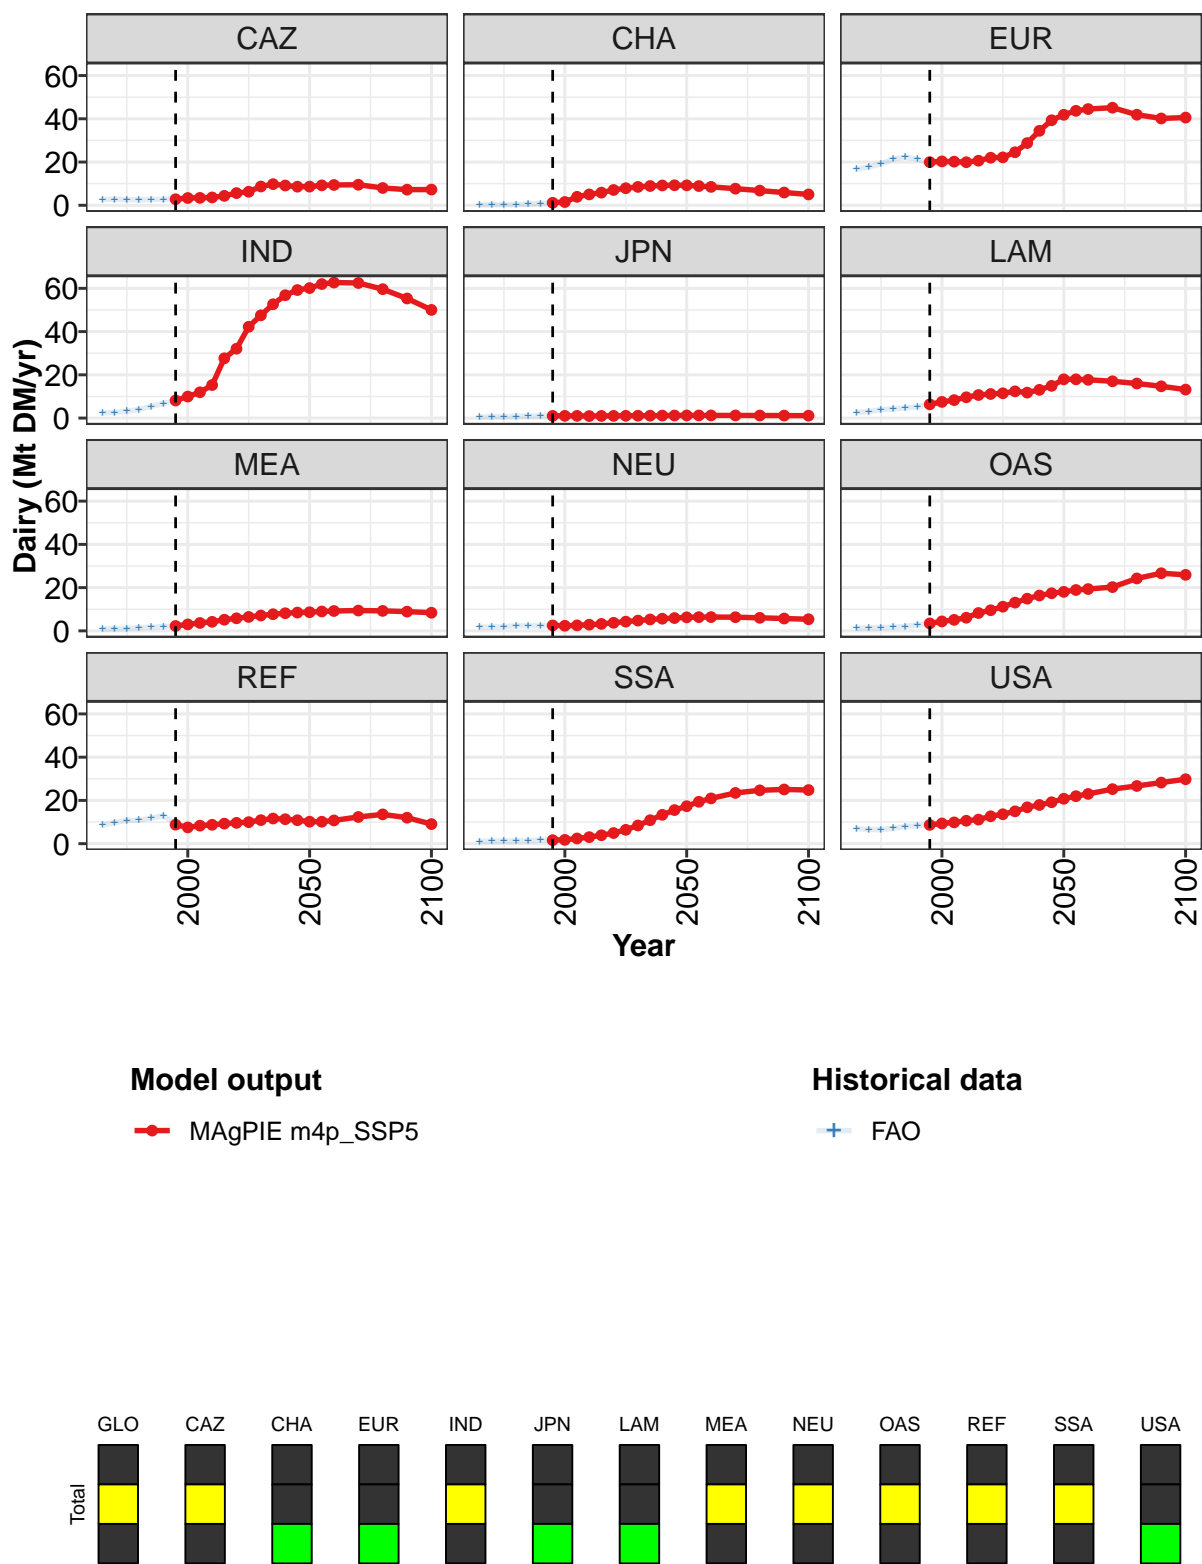 CAZ CHA EUR
60
40
20
0
IND JPN LAM
60
40
20
0
MEA NEU OAS
60
40
20
0
REF SSA USA
60
40
20
0
Dairy (Mt DM/yr)
2000 2050 2100 2000 2050 2100 2000 2050 2100
Year
Model output
MAgPIE m4p_SSP5
Historical data
FAO
GLO CAZ CHA EUR IND JPN LAM MEA NEU OAS REF SSA USA
Total